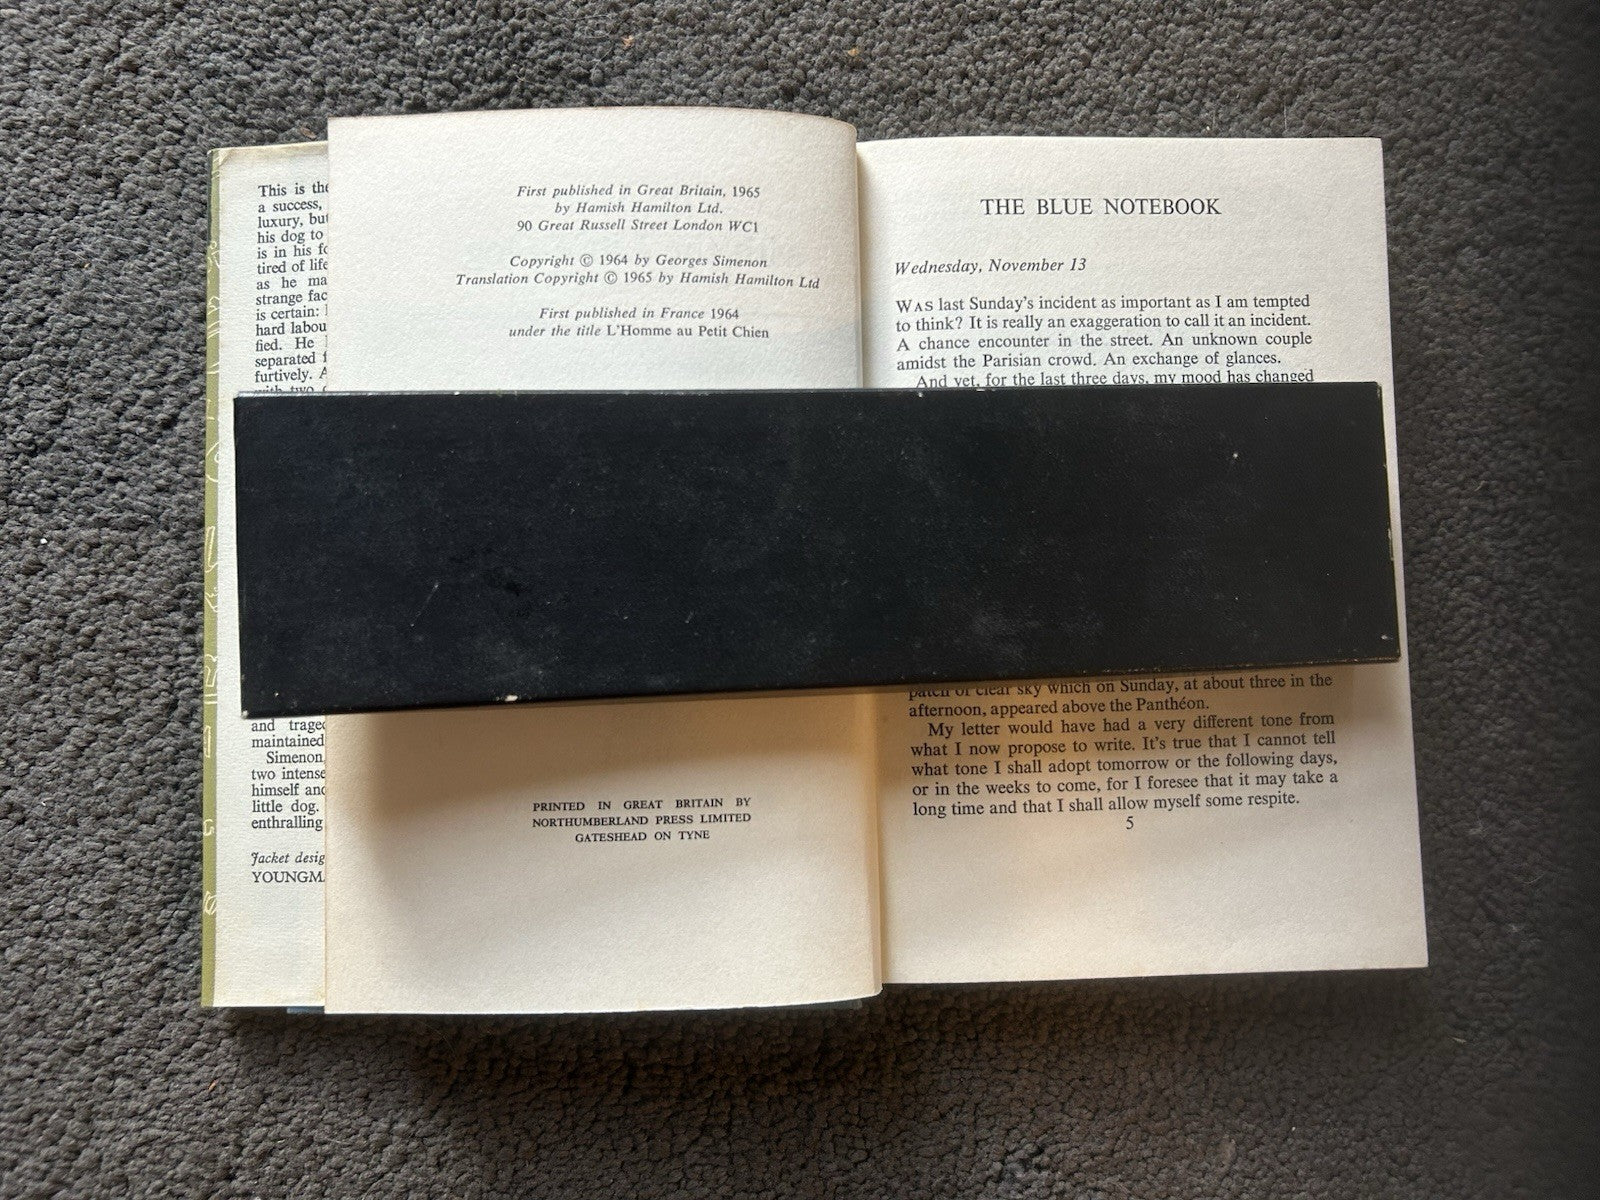 This is the
a success,
luxury, but
his dog to
is in his
tired of life
as he
strange
is certain:
hard
He
separated
furtively.
with two
and
maintained
Simenon,
two intense
himself and
little dog.
enthralling
Jacket
First published in Great Britain, 1965
by Hamish Hamilton Ltd.
90 Great Russell Street London WC1
Copyright © 1964 by Georges Simenon
Translation Copyright © 1965 by Hamish Hamilton Ltd
First published in France 1964
under the title L'Homme au Petit Chien
PRINTED IN GREAT BRITAIN BY
NORTHUMBERLAND PRESS LIMITED
GATESHEAD ON TYNE
THE BLUE NOTEBOOK
Wednesday, November 13
WAS last Sunday's incident as important as I am tempted
to think? It is really an exaggeration to call it an incident.
A chance encounter in the street. An unknown couple
amidst the Parisian crowd. An exchange of glances.
And yet, for the last three days, my mood has changed
patch of clear sky which on Sunday, at about three in the
afternoon, appeared above the Panthéon.
My letter would have had a very different tone from
what I now propose to write. It's true that I cannot tell
what tone I shall adopt tomorrow or the following days,
or in the weeks to come, for I foresee that it may take a
long time and that I shall allow myself some respite.
5